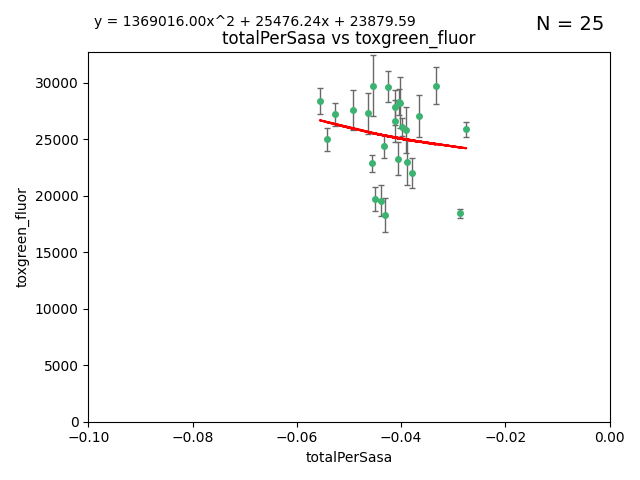 y = 1369016.00x^2 + 25476.24x + 23879.59
N = 25
totalPerSasa vs toxgreen_fluor
30000
25000
20000
15000
10000
5000
0
toxgreen_fluor
−0.10
−0.08
−0.06
−0.04
−0.02
0.00
totalPerSasa